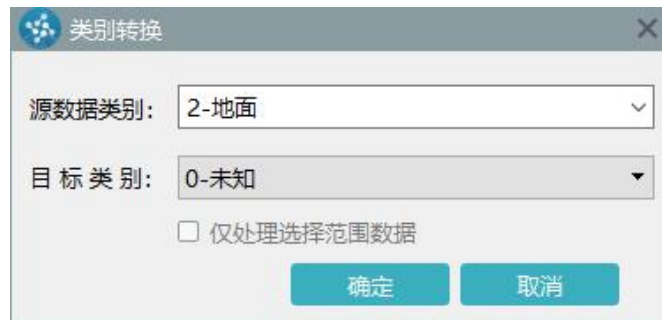 类别转换
源数据类别: 2-地面
目标类别: 0-未知
仅处理选择范围数据
确定 取消